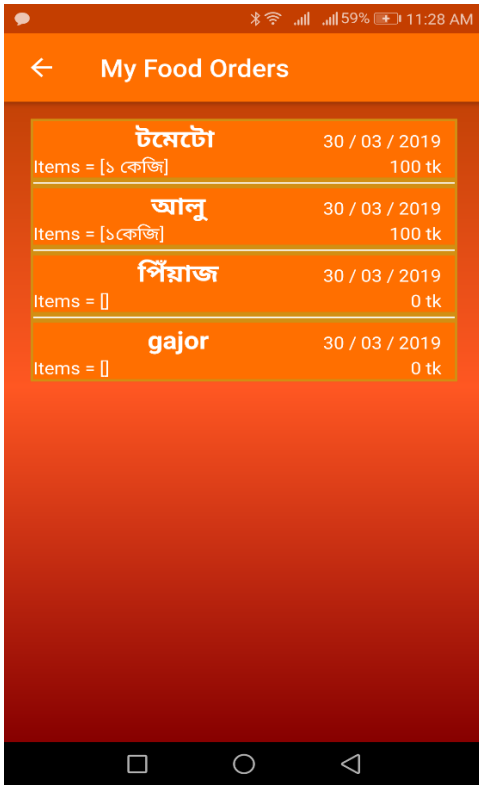 59% 11:28 AM
My Food Orders
টমেটো 30 / 03 / 2019
Items = [১ কেজি] 100 tk
আলু 30 / 03 / 2019
Items = [১কেজি] 100 tk
পিঁয়াজ 30 / 03 / 2019
Items = [] 0 tk
gajor 30 / 03 / 2019
Items = [] 0 tk